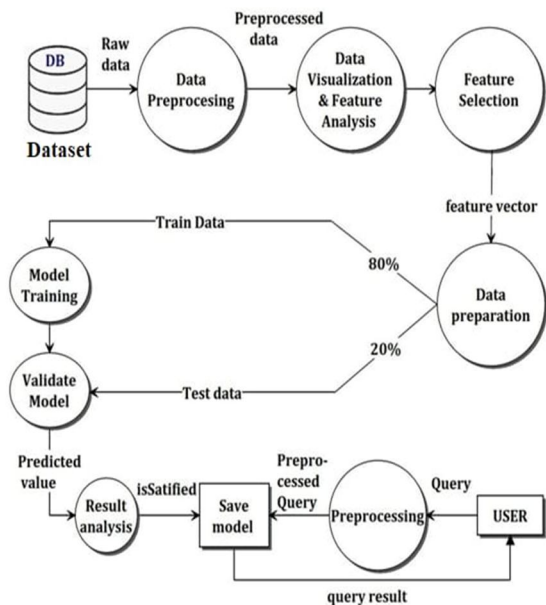 DB
Dataset
Raw
data
Data
Preprocesing
Preprocessed
data
Data
Visualization
& Feature
Analysis
Feature
Selection
feature vector
Data
preparation
80%
Train Data
20%
Test data
Model
Training
Validate
Model
Predicted
value
Result
analysis
isSatified
Save
model
Prepro-
cessed
Query
Preprocessing
Query
USER
query result